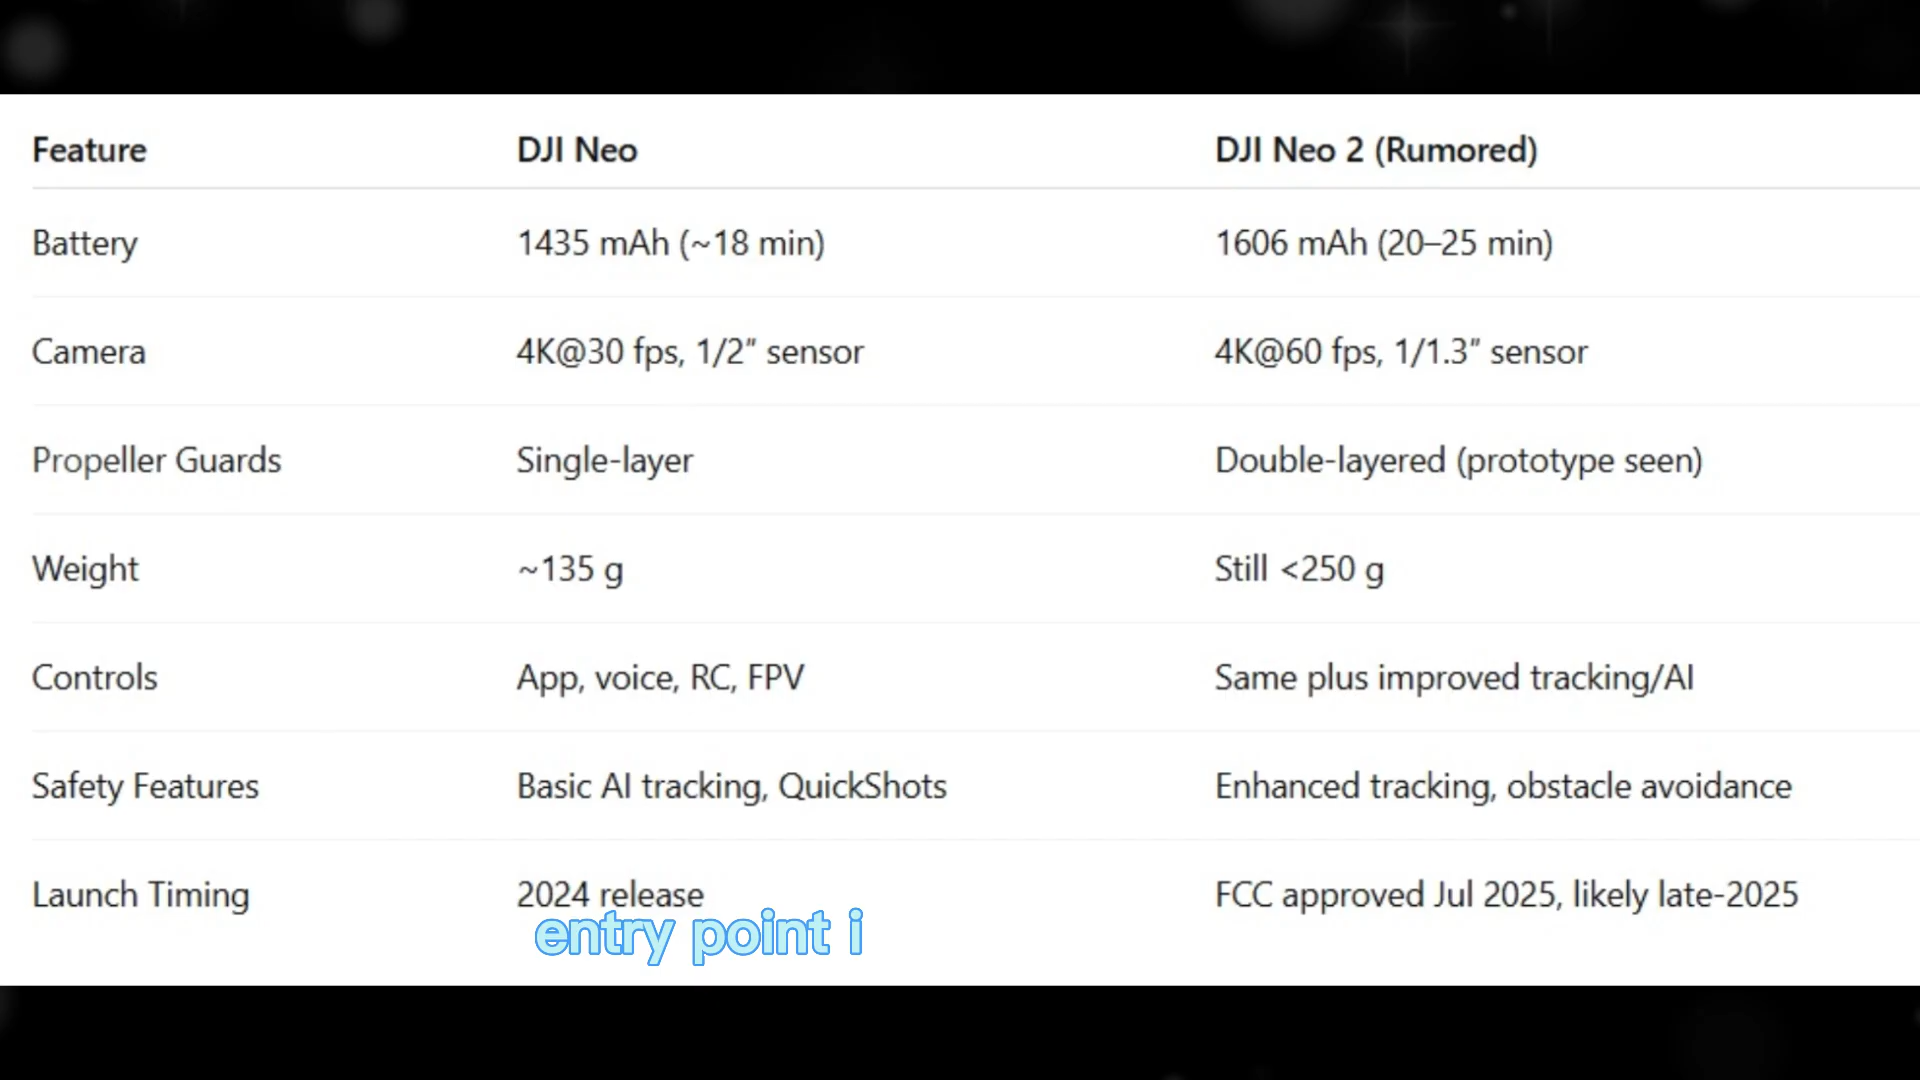 Feature DJI Neo DJI Neo 2 (Rumored)
Battery 1435 mAh (~18 min) 1606 mAh (20–25 min)
Camera 4K@30 fps, 1/2″ sensor 4K@60 fps, 1/1.3″ sensor
Propeller Guards Single-layer Double-layered (prototype seen)
Weight ~135 g Still <250 g
Controls App, voice, RC, FPV Same plus improved tracking/AI
Safety Features Basic AI tracking, QuickShots Enhanced tracking, obstacle avoidance
Launch Timing 2024 release FCC approved Jul 2025, likely late-2025
entry point i